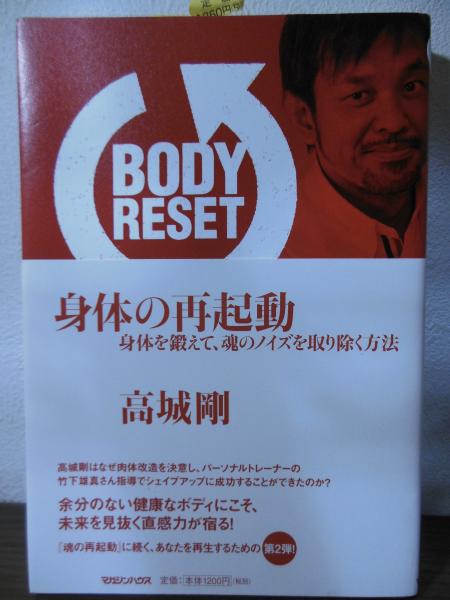 BODY
RESET
身体の再起動
身体を鍛えて、魂のノイズを取り除く方法
高城剛
高城剛はなぜ肉体改造を決意し、パーソナルトレーナーの
竹下雄真さん指導でシェイプアップに成功することができたのか?
余分のない健康なボディにこそ、
未来を見抜く直感力が宿る!
『魂の再起動』に続く、あなたを再生するための 第2弾!
マガジンハウス 定価:本体1200円(税別)